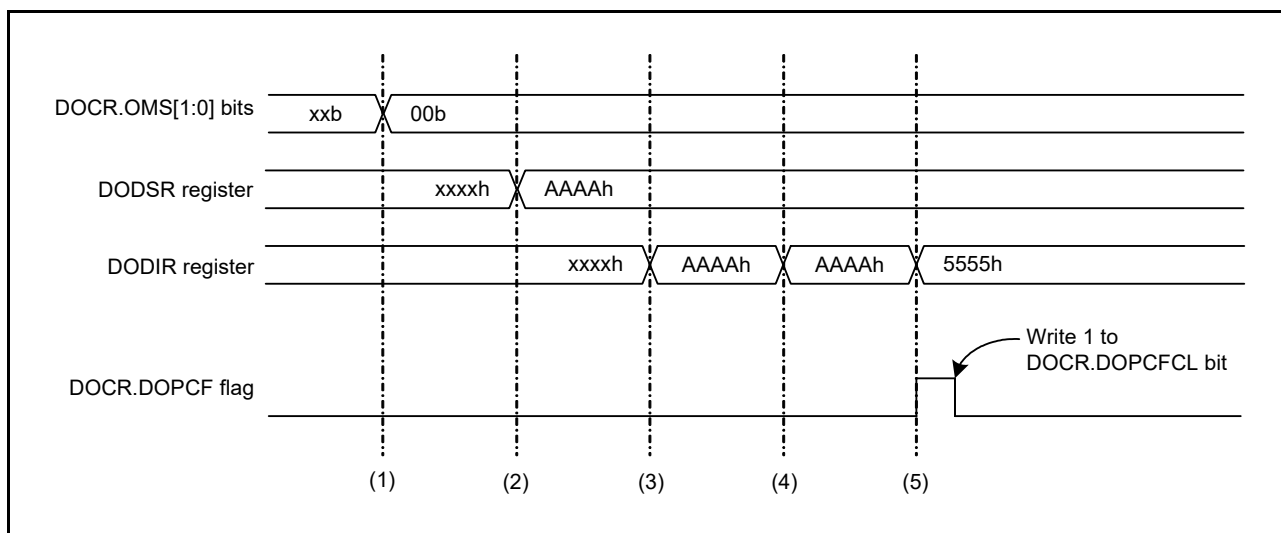 DOCR.OMS[1:0] bits
xxb
00b
DODSR register
xxxxh
AAAAh
DODIR register
xxxxh
AAAAh
AAAAh
5555h
Write 1 to
DOCR.DOPCFCL bit
DOCR.DOPCF flag
(1)
(2)
(3)
(4)
(5)